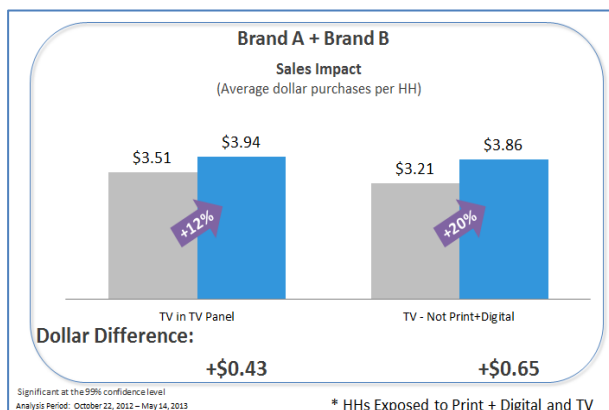 Brand A + Brand B
Sales Impact
(Average dollar purchases per HH)
$3.51
$3.94
$3.21
$3.86
+12%
+20%
TV in TV Panel
TV - Not Print+Digital
Dollar Difference:
+$0.43
+$0.65
Significant at the 99% confidence level
Analysis Period: October 22, 2012 – May 14, 2013
* HHs Exposed to Print + Digital and TV